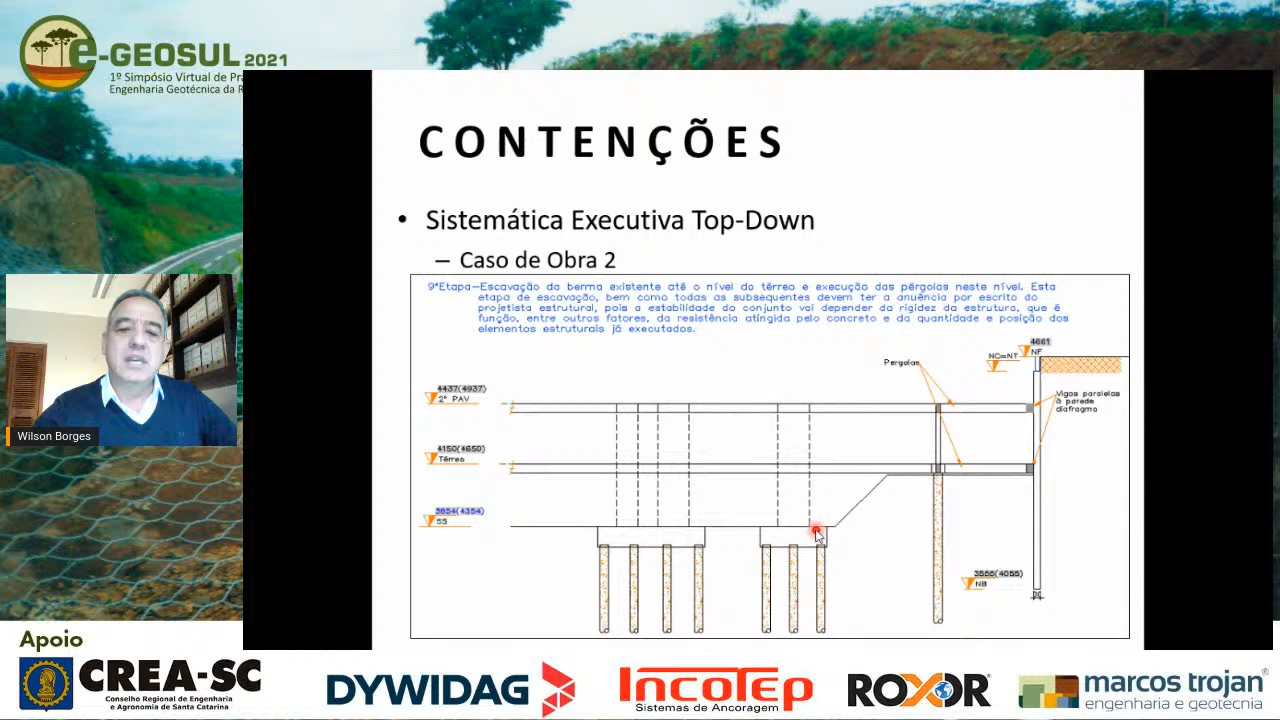 e-GEOSUL 2021
1º Simpósio Virtual de Pr
Engenharia Geotécnica da R
CONTENÇÕES
• Sistemática Executiva Top-Down
– Caso de Obra 2
9ªEtapa–Escavação da berma existente até o nível do térreo e execução das pérgolas neste nível. Esta
etapa de escavação, bem como todas as subsequentes devem ter a anuência por escrito do
projetista estrutural, pois a estabilidade do conjunto vai depender da rigidez da estrutura, que é
função, entre outros fatores, da resistência atingida pelo concreto e da quantidade e posição dos
elementos estruturais já executados.
4661
NF
NC=NT
Pergolas
4437(4937)
2° PAV
Vigas paralelas
à parede
diafragma
4150(4650)
Térreo
3854(4354)
SS
3565(4055)
NB
Wilson Borges
Apoio
CREA-SC
Conselho Regional de Engenharia
e Agronomia de Santa Catarina
DYWIDAG
INCOTEP
Sistemas de Ancoragem
ROXOR
marcos trojan
engenharia e geotecnia